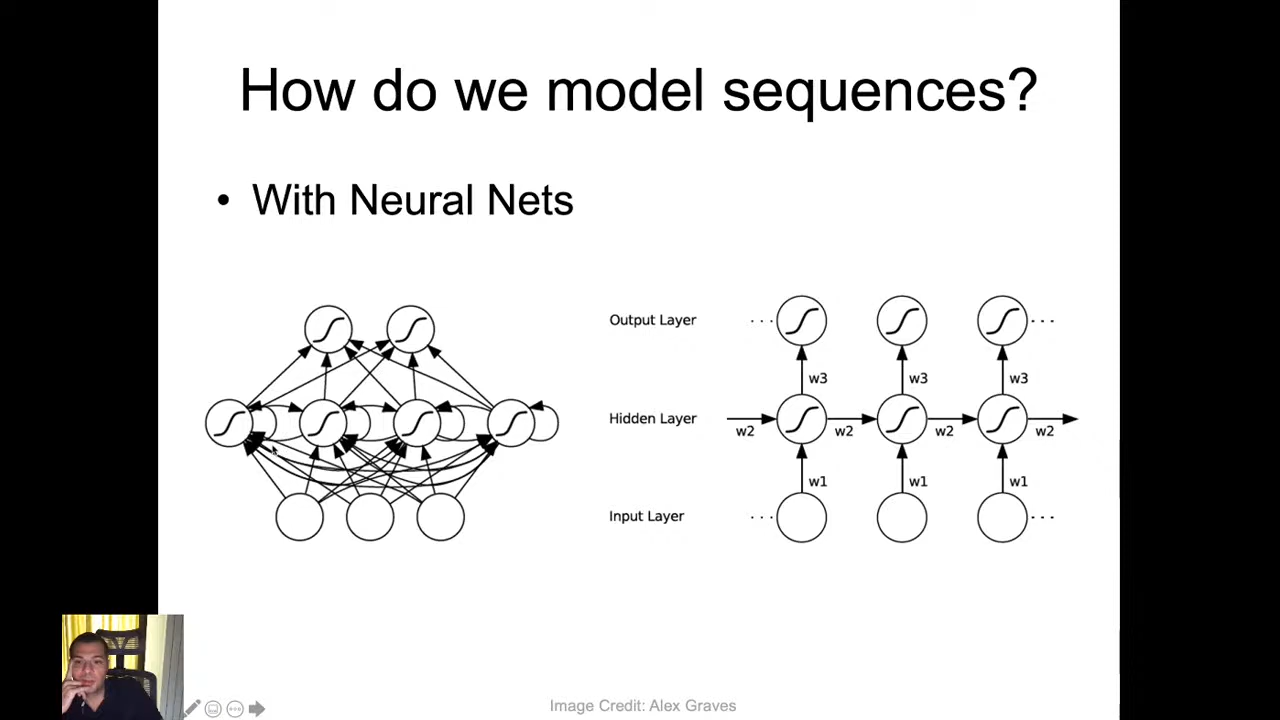 How do we model sequences?
• With Neural Nets
Output Layer
· · ·
· · ·
w3
w3
w3
Hidden Layer
w2
w2
w2
w2
w1
w1
w1
Input Layer
· · ·
· · ·
Image Credit: Alex Graves